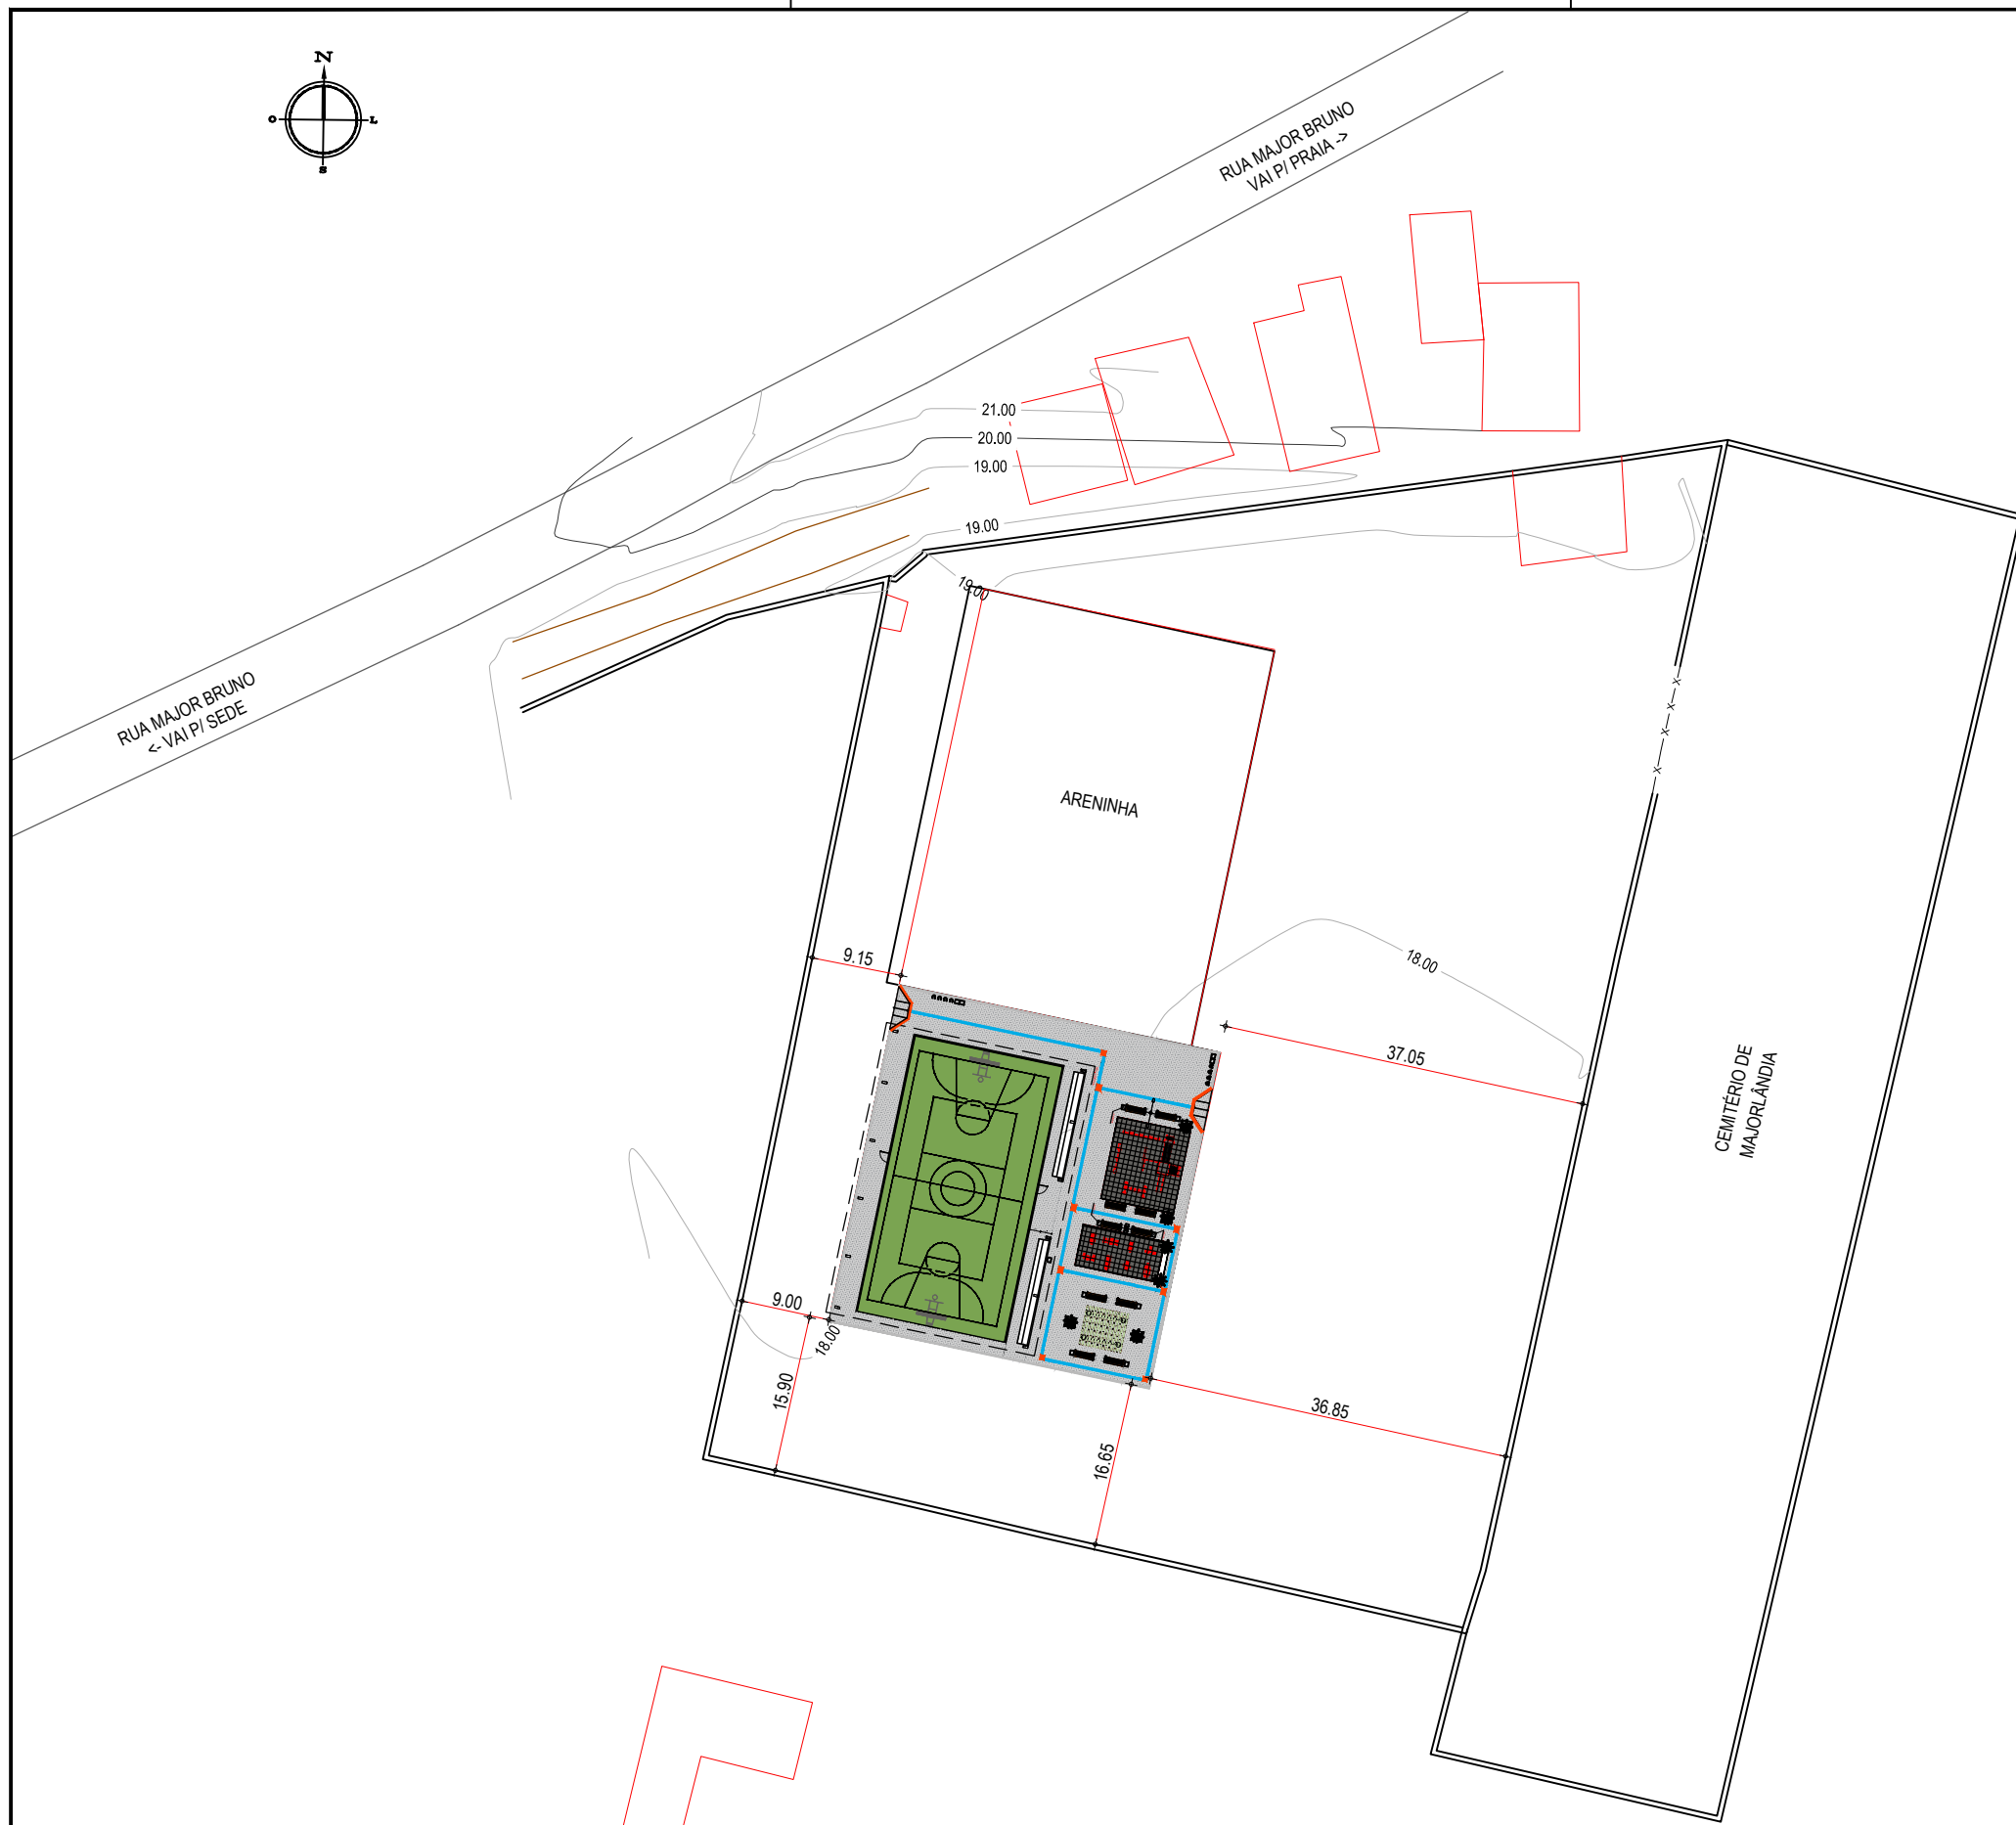 N
O
L
S
RUA MAJOR BRUNO
VAI P/ PRAIA ->
21.00
20.00
19.00
19.00
19.00
RUA MAJOR BRUNO
<- VAI P/ SEDE
ARENINHA
9.15
18.00
37.05
CEMITÉRIO DE
MAJORLÂNDIA
9.00
18.00
15.90
36.85
16.65